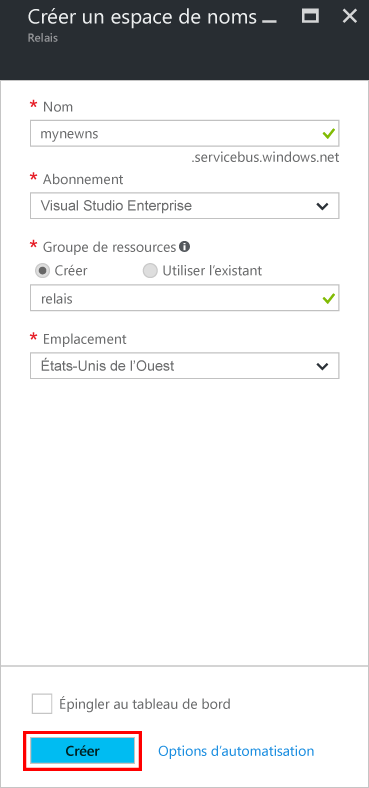 Créer un espace de noms
Relais
* Nom
mynewns
.servicebus.windows.net
* Abonnement
Visual Studio Enterprise
* Groupe de ressources
Créer Utiliser l'existant
relais
* Emplacement
États-Unis de l'Ouest
Épingler au tableau de bord
Créer Options d'automatisation